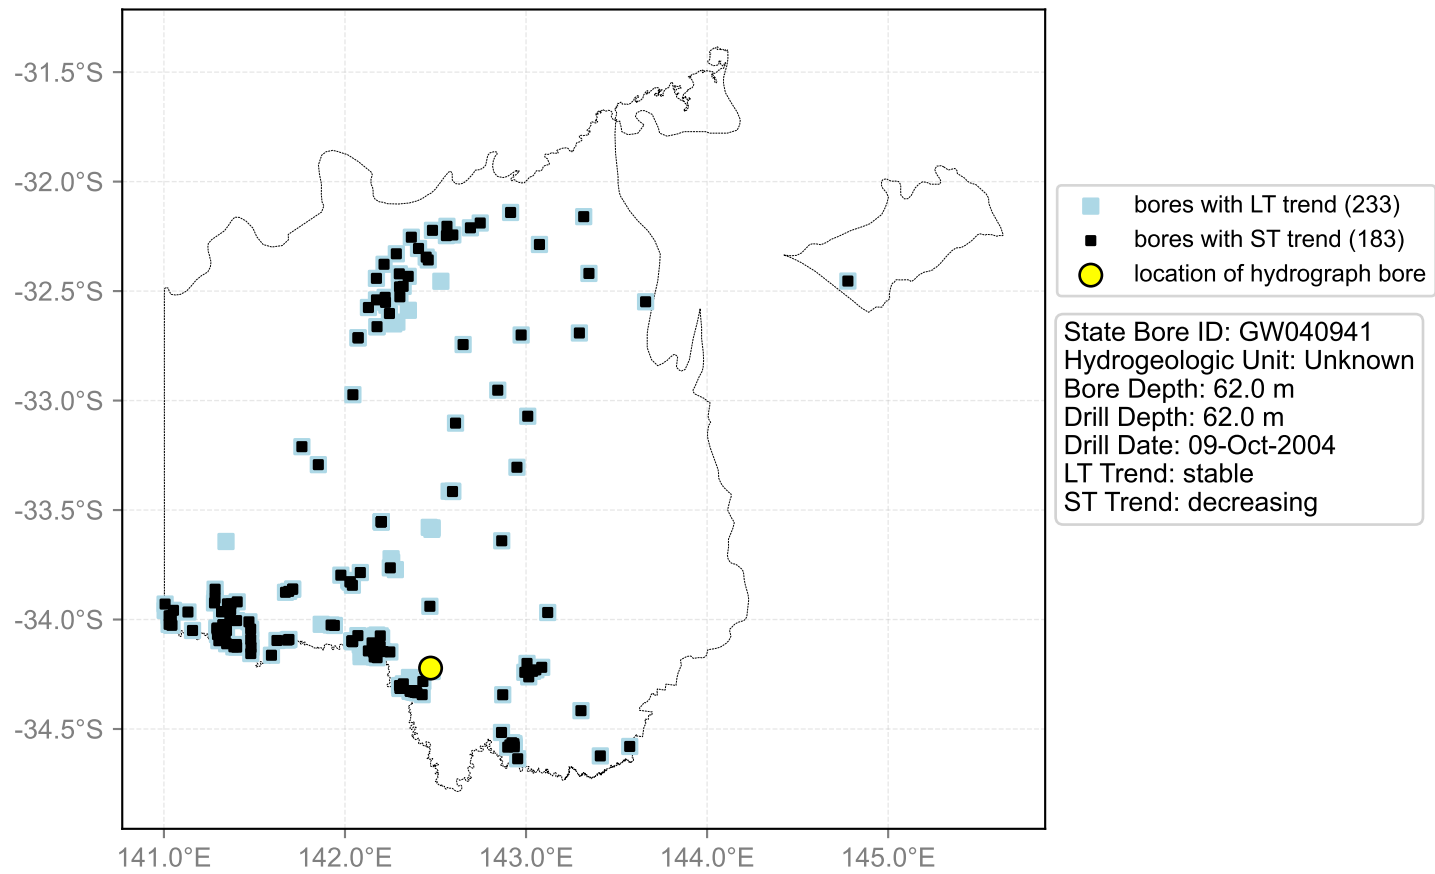 -31.5°S
-32.0°S
-32.5°S
-33.0°S
-33.5°S
-34.0°S
-34.5°S
141.0°E
142.0°E
143.0°E
144.0°E
145.0°E
bores with LT trend (233)
bores with ST trend (183)
location of hydrograph bore
State Bore ID: GW040941
Hydrogeologic Unit: Unknown
Bore Depth: 62.0 m
Drill Depth: 62.0 m
Drill Date: 09-Oct-2004
LT Trend: stable
ST Trend: decreasing